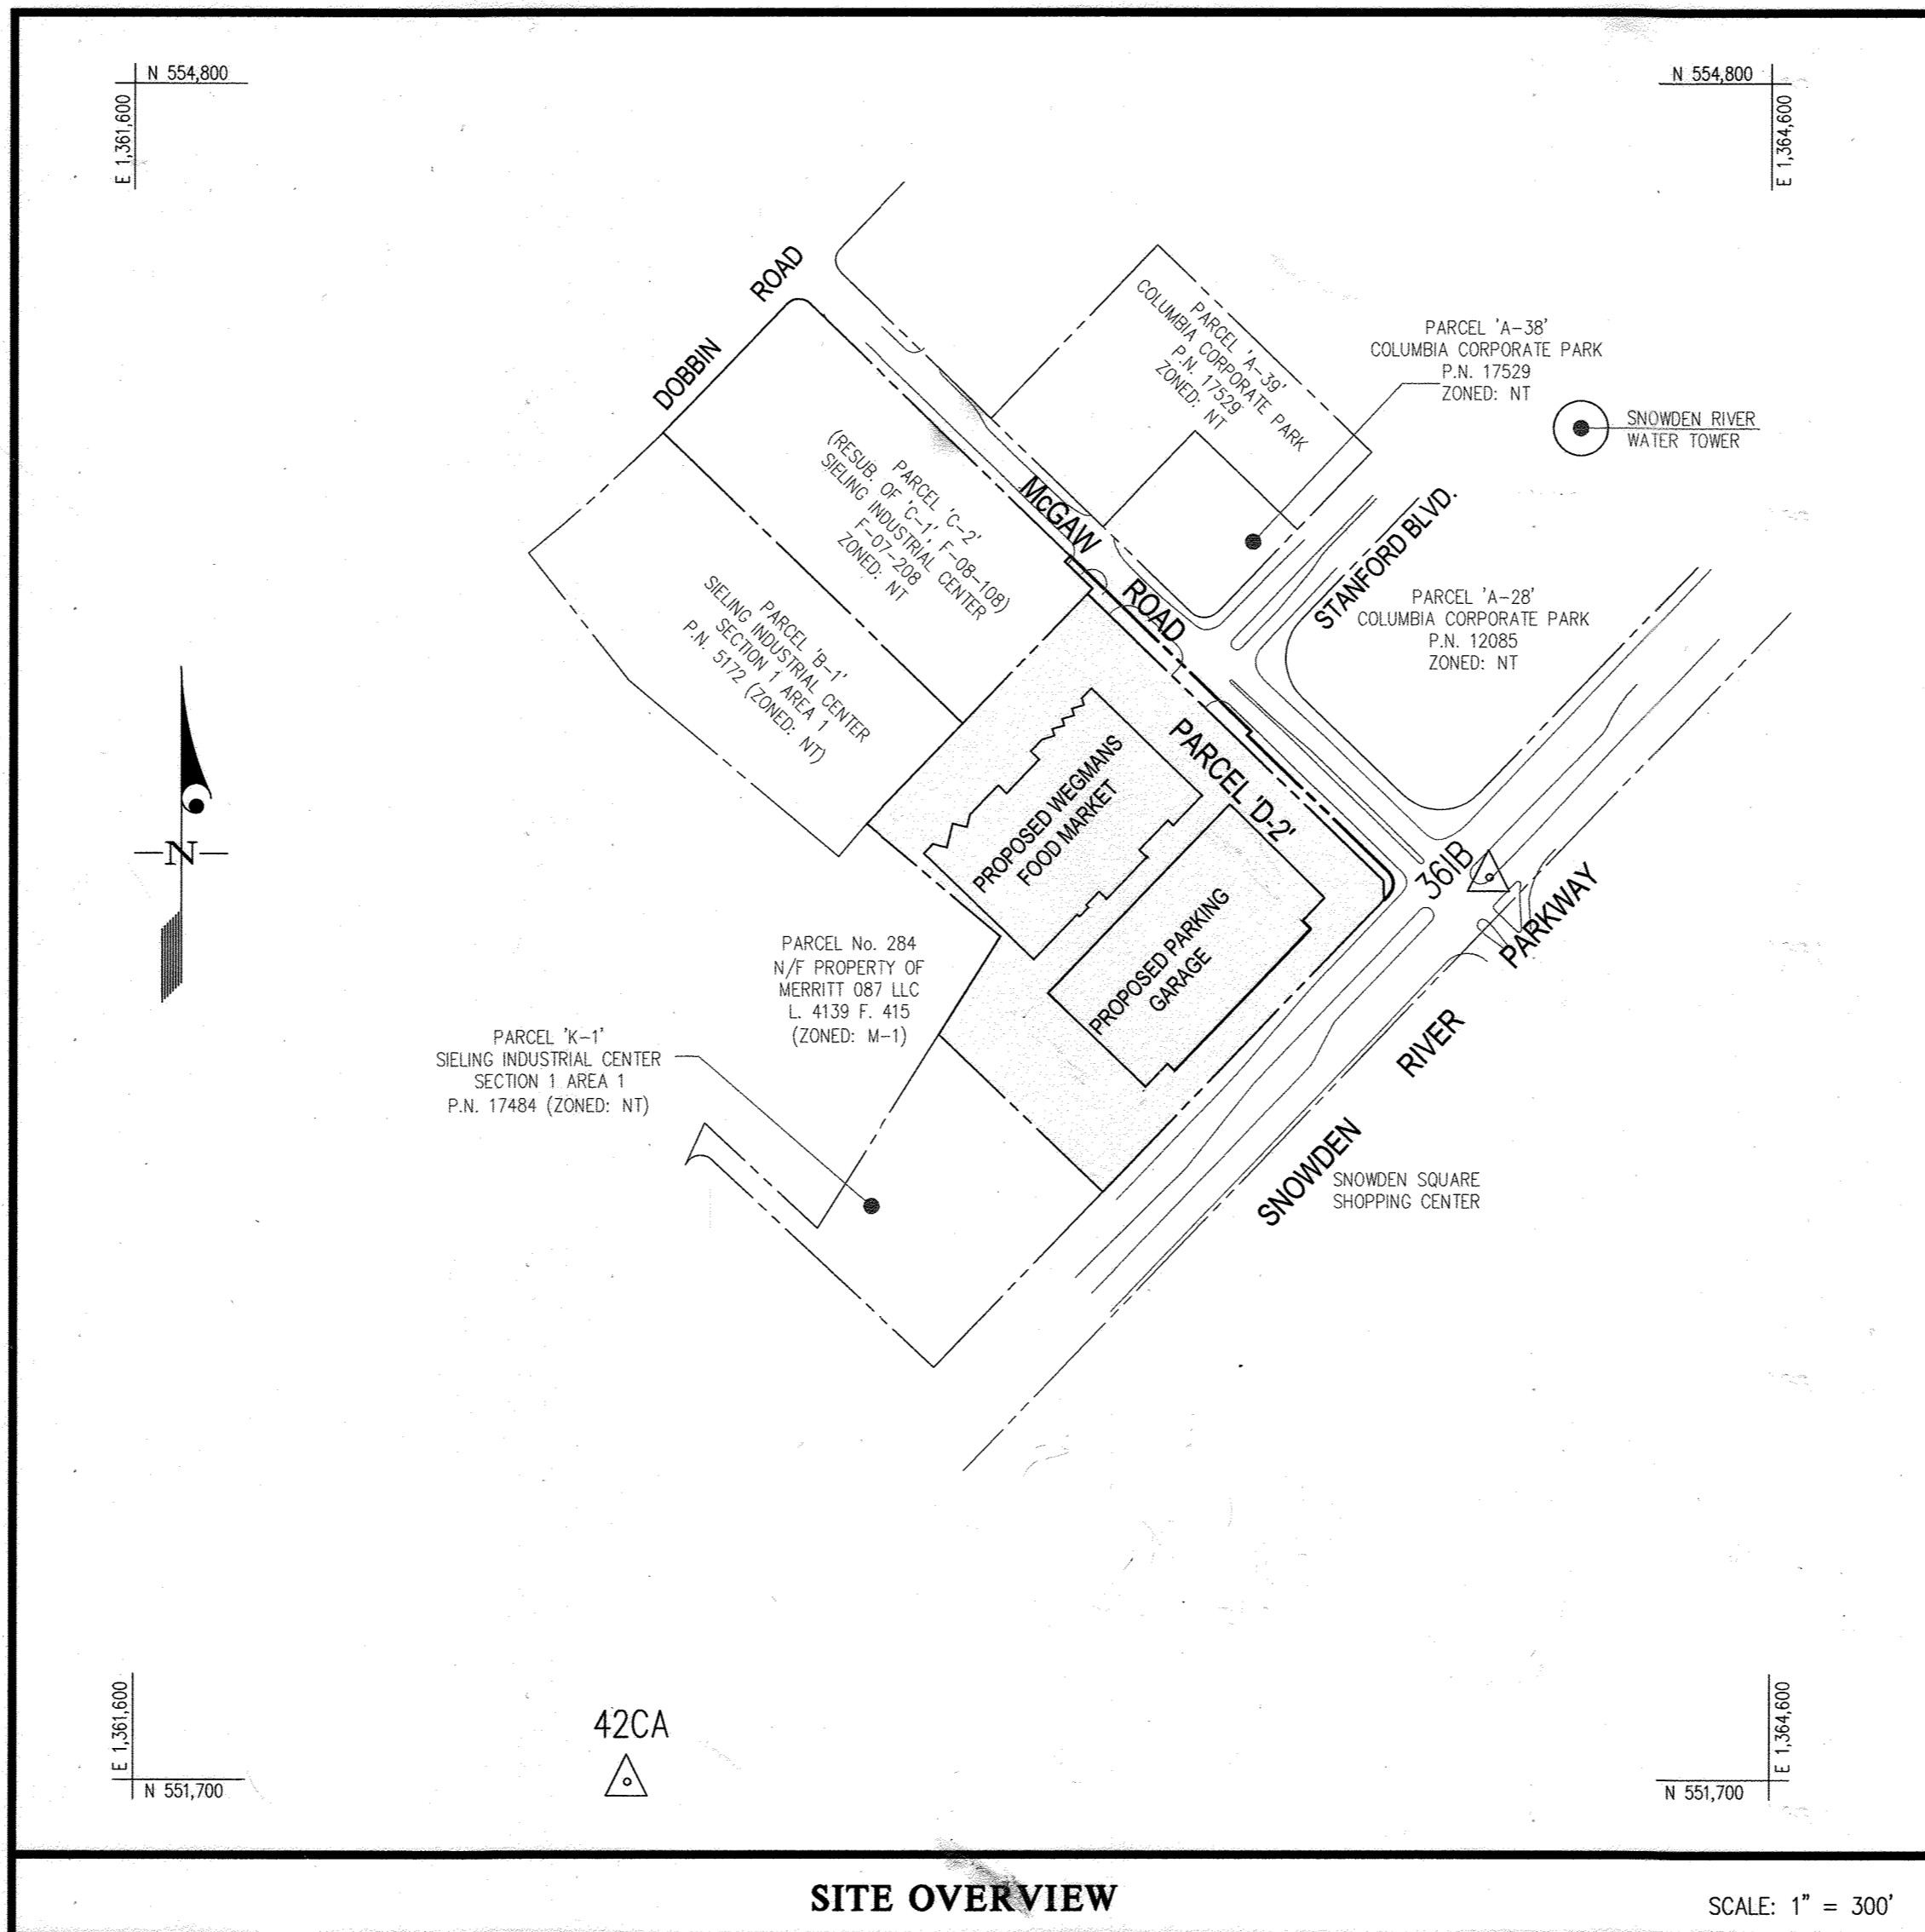 N 554,800
E 1,361,600
N 554,800
E 1,364,600
DOBBIN ROAD
PARCEL 'A-39'
COLUMBIA CORPORATE PARK
P.N. 17529
ZONED: NT
PARCEL 'A-38'
COLUMBIA CORPORATE PARK
P.N. 17529
ZONED: NT
SNOWDEN RIVER
WATER TOWER
PARCEL 'C-2'
(RESUB. OF 'C-1', F-08-108)
SIELING INDUSTRIAL CENTER
F-07-208
ZONED: NT
McGAW ROAD
STANFORD BLVD.
PARCEL 'A-28'
COLUMBIA CORPORATE PARK
P.N. 12085
ZONED: NT
PARCEL 'B-1'
SIELING INDUSTRIAL CENTER
SECTION 1 AREA 1
P.N. 5172 (ZONED: NT)
PARCEL 'D-2'
PROPOSED WEGMANS
FOOD MARKET
PROPOSED PARKING
GARAGE
36IB
N
PARCEL No. 284
N/F PROPERTY OF
MERRITT 087 LLC
L. 4139 F. 415
(ZONED: M-1)
PARCEL 'K-1'
SIELING INDUSTRIAL CENTER
SECTION 1 AREA 1
P.N. 17484 (ZONED: NT)
SNOWDEN RIVER PARKWAY
SNOWDEN SQUARE
SHOPPING CENTER
42CA
E 1,361,600
N 551,700
E 1,364,600
N 551,700
SITE OVERVIEW
SCALE: 1" = 300'